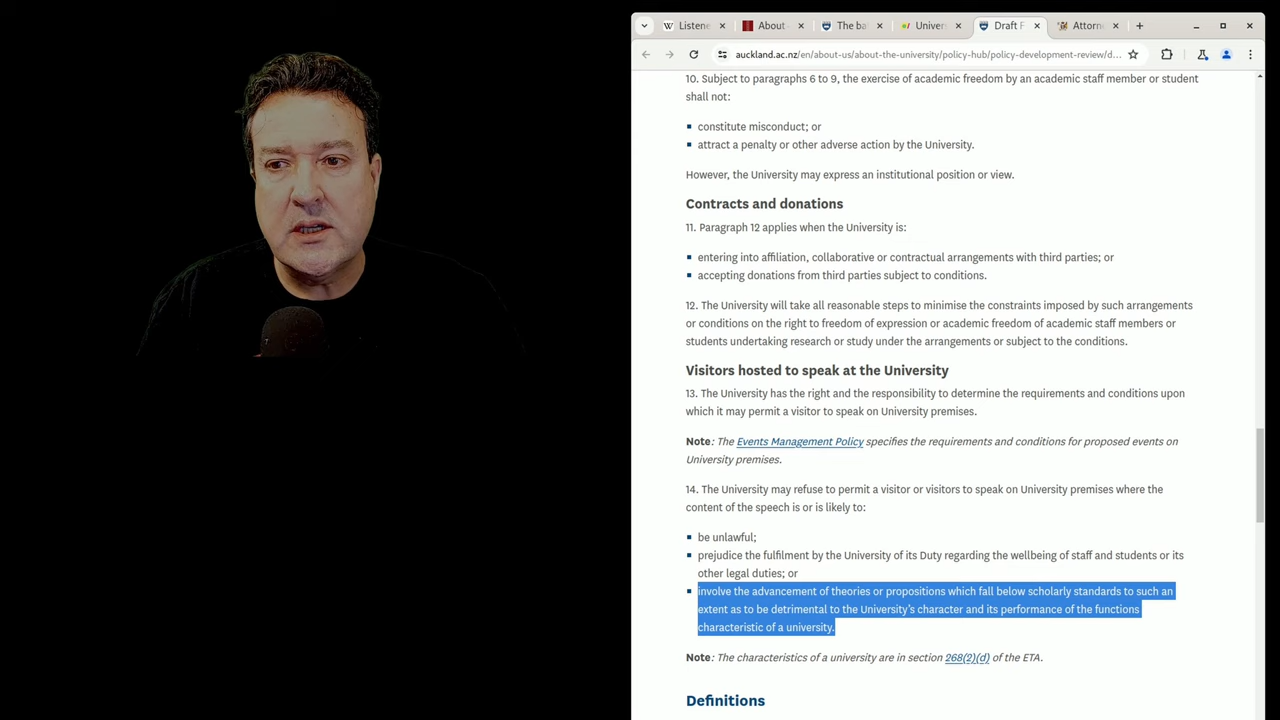 Listene
About-
The ba
Univer
Draft F
Attorne
auckland.ac.nz/en/about-us/about-the-university/policy-hub/policy-development-review/d...
10. Subject to paragraphs 6 to 9, the exercise of academic freedom by an academic staff member or student
shall not:
constitute misconduct; or
attract a penalty or other adverse action by the University.
However, the University may express an institutional position or view.
Contracts and donations
11. Paragraph 12 applies when the University is:
entering into affiliation, collaborative or contractual arrangements with third parties; or
accepting donations from third parties subject to conditions.
12. The University will take all reasonable steps to minimise the constraints imposed by such arrangements
or conditions on the right to freedom of expression or academic freedom of academic staff members or
students undertaking research or study under the arrangements or subject to the conditions.
Visitors hosted to speak at the University
13. The University has the right and the responsibility to determine the requirements and conditions upon
which it may permit a visitor to speak on University premises.
Note: The Events Management Policy specifies the requirements and conditions for proposed events on
University premises.
14. The University may refuse to permit a visitor or visitors to speak on University premises where the
content of the speech is or is likely to:
be unlawful;
prejudice the fulfilment by the University of its Duty regarding the wellbeing of staff and students or its
other legal duties; or
involve the advancement of theories or propositions which fall below scholarly standards to such an
extent as to be detrimental to the University's character and its performance of the functions
characteristic of a university.
Note: The characteristics of a university are in section 268(2)(d) of the ETA.
Definitions